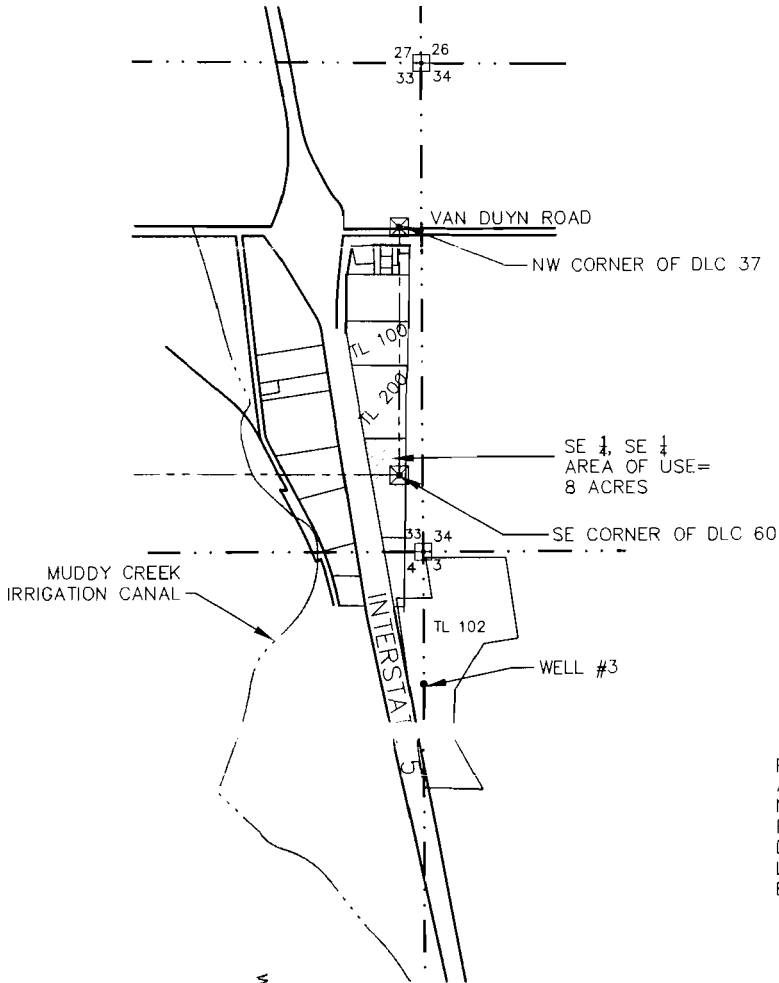 27 26
33 34
VAN DUYN ROAD
NW CORNER OF DLC 37
TL 100
TL 200
SE 1/4, SE 1/4
AREA OF USE=
8 ACRES
SE CORNER OF DLC 60
33 34
4 3
MUDDY CREEK
IRRIGATION CANAL
TL 102
INTERSTA 5
WELL #3